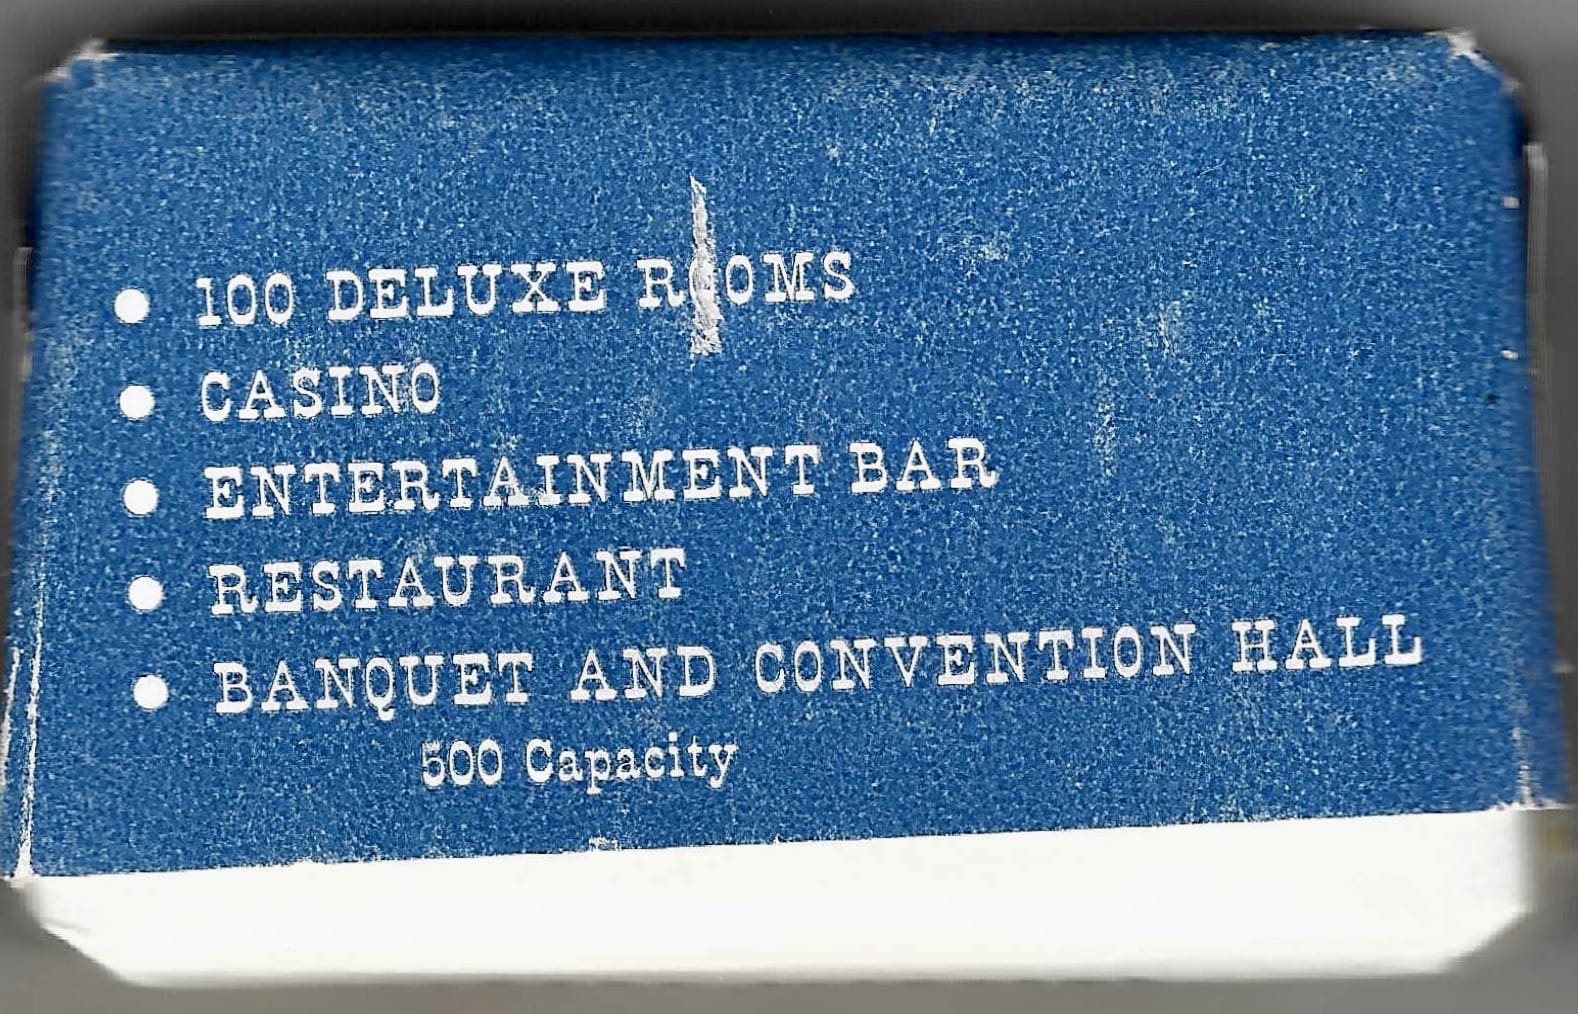 • 100 DELUXE ROOMS
• CASINO
• ENTERTAINMENT BAR
• RESTAURANT
• BANQUET AND CONVENTION HALL
500 Capacity